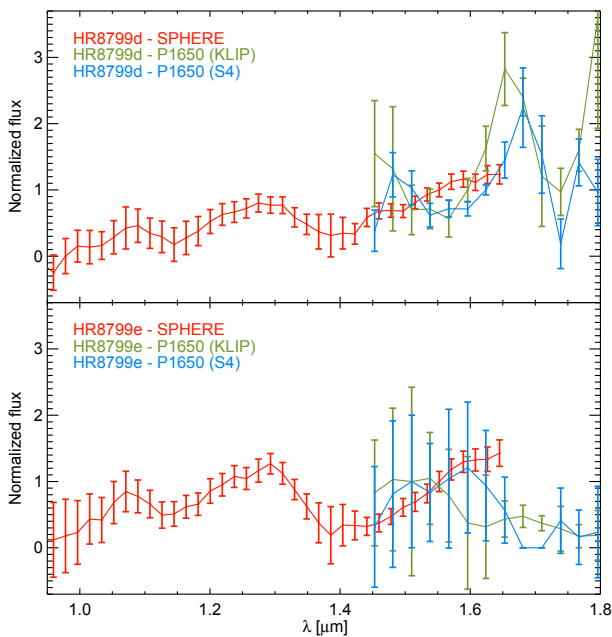 HR8799d - SPHERE
HR8799d - P1650 (KLIP)
HR8799d - P1650 (S4)
Normalized flux
3
2
1
0
HR8799e - SPHERE
HR8799e - P1650 (KLIP)
HR8799e - P1650 (S4)
Normalized flux
3
2
1
0
1.0 1.2 1.4 1.6 1.8
λ [μm]